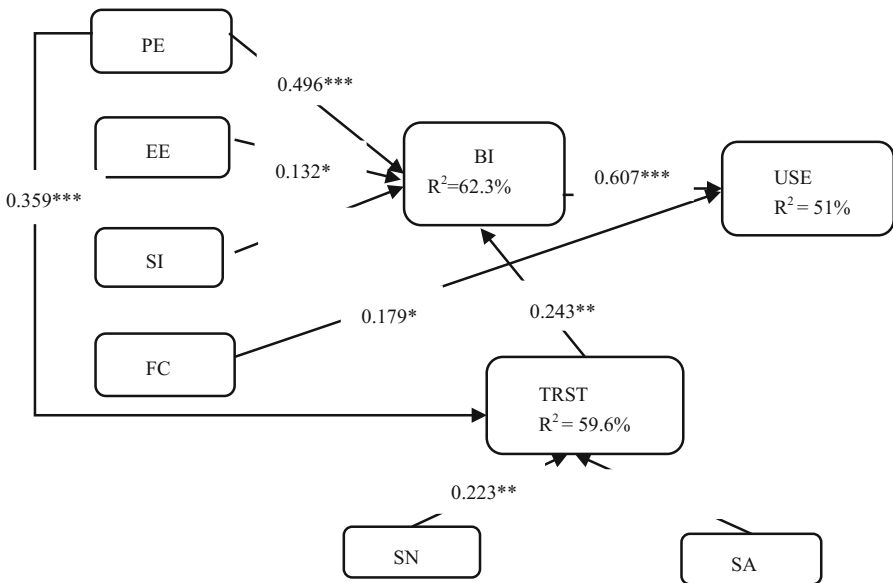 PE
0.496***
EE
BI
0.132*
R²=62.3%
0.607***
USE
R² = 51%
0.359***
SI
0.179*
0.243**
FC
TRST
R² = 59.6%
0.223**
SN
SA